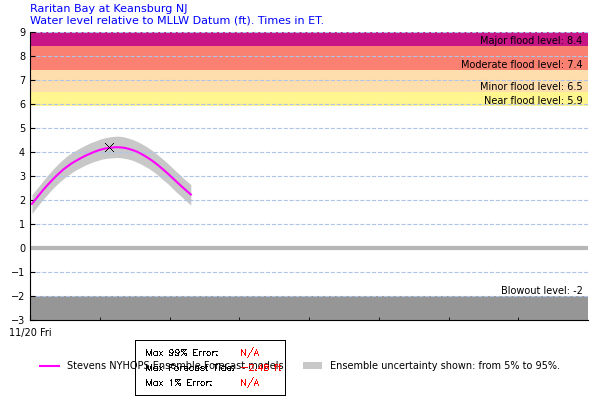 Raritan Bay at Keansburg NJ
Water level relative to MLLW Datum (ft). Times in ET.
9
Major flood level: 8.4
8
Moderate flood level: 7.4
7
Minor flood level: 6.5
6
Near flood level: 5.9
5
4
3
2
1
0
−1
Blowout level: -2
−2
−3
11/20 Fri
Max 99% Error: N/A
Stevens NYHOPS Ensemble Forecast models
Ensemble uncertainty shown: from 5% to 95%.
Max Forecast Tide:
Max 1% Error: N/A